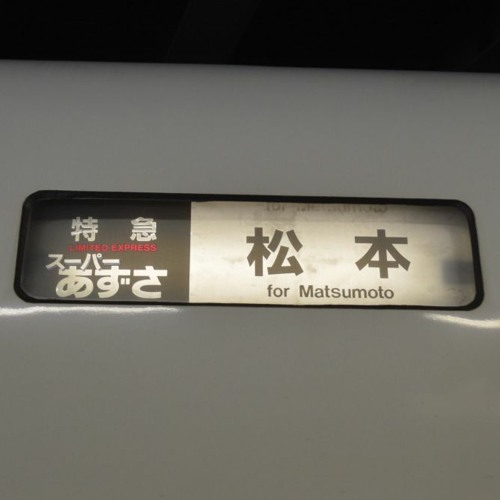 特急
LIMITED EXPRESS
スーパー
あずさ
松本
for Matsumoto